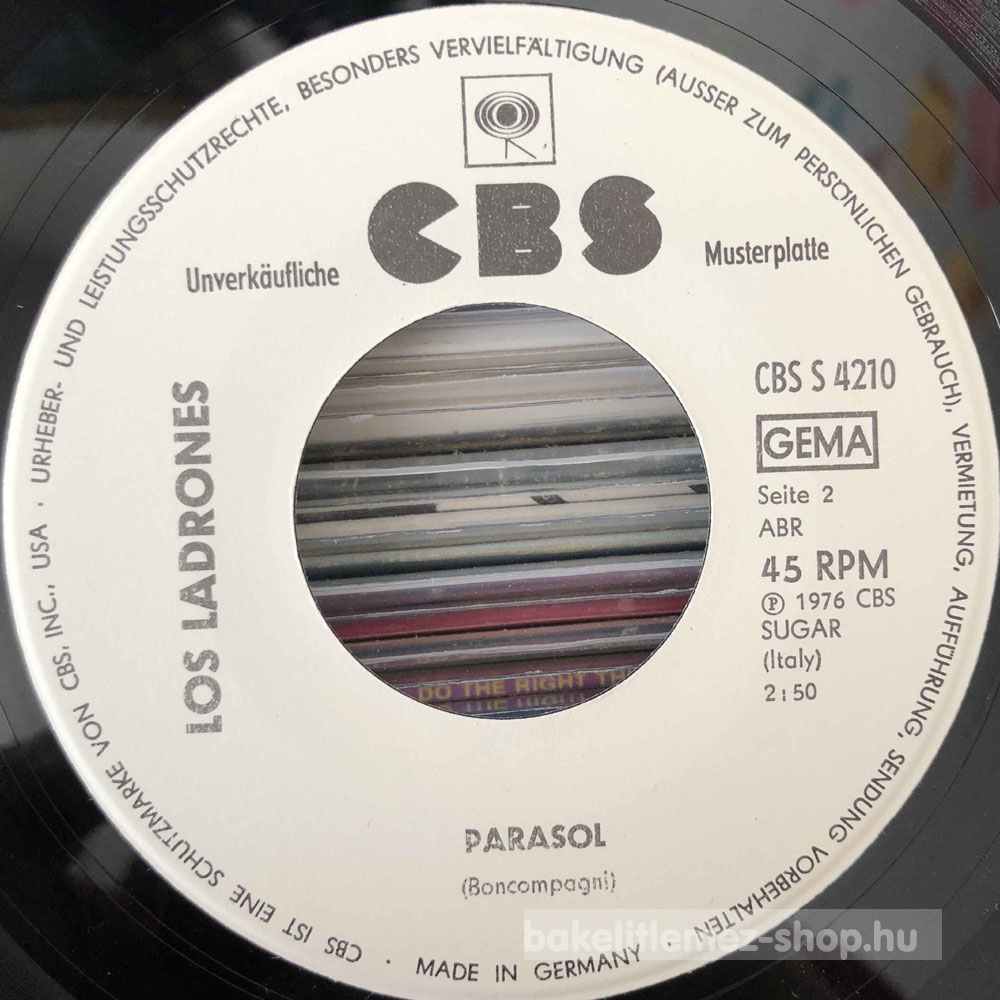 URHEBER- UND LEISTUNGSSCHUTZRECHTE, BESONDERS VERVIELFÄLTIGUNG (AUSSER ZUM PERSÖNLICHEN GEBRAUCH), VERMIETUNG, AUFFÜHRUNG, SENDUNG VORBEHALTEN
CBS
Unverkäufliche
Musterplatte
LOS LADRONES
CBS S 4210
GEMA
Seite 2
ABR
45 RPM
Ⓟ 1976 CBS
SUGAR
(Italy)
2:50
DO THE RIGHT
PARASOL
(Boncompagni)
CBS IST EINE SCHUTZMARKE VON CBS, INC., USA ·
· MADE IN GERMANY ·
bakelitlemez-shop.hu